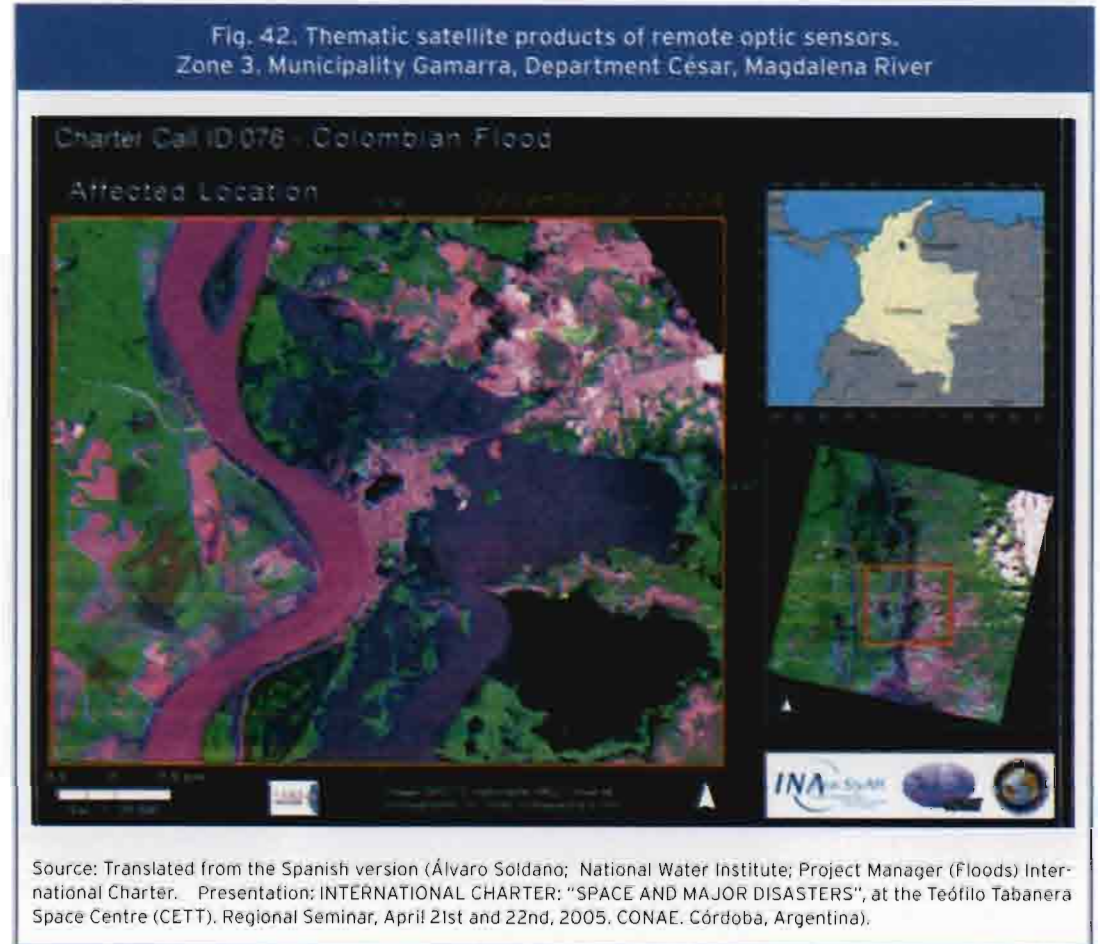 Fig. 42. Thematic satellite products of remote optic sensors.
Zone 3, Municipality Gamarra, Department César, Magdalena River
Charter Call ID:076 - Colombian Flood
Affected Location
INA
Source: Translated from the Spanish version (Álvaro Soldano; National Water Institute; Project Manager (Floods) Inter-
national Charter. Presentation: INTERNATIONAL CHARTER: "SPACE AND MAJOR DISASTERS", at the Teófilo Tabanera
Space Centre (CETT). Regional Seminar, April 21st and 22nd, 2005. CONAE. Córdoba, Argentina).